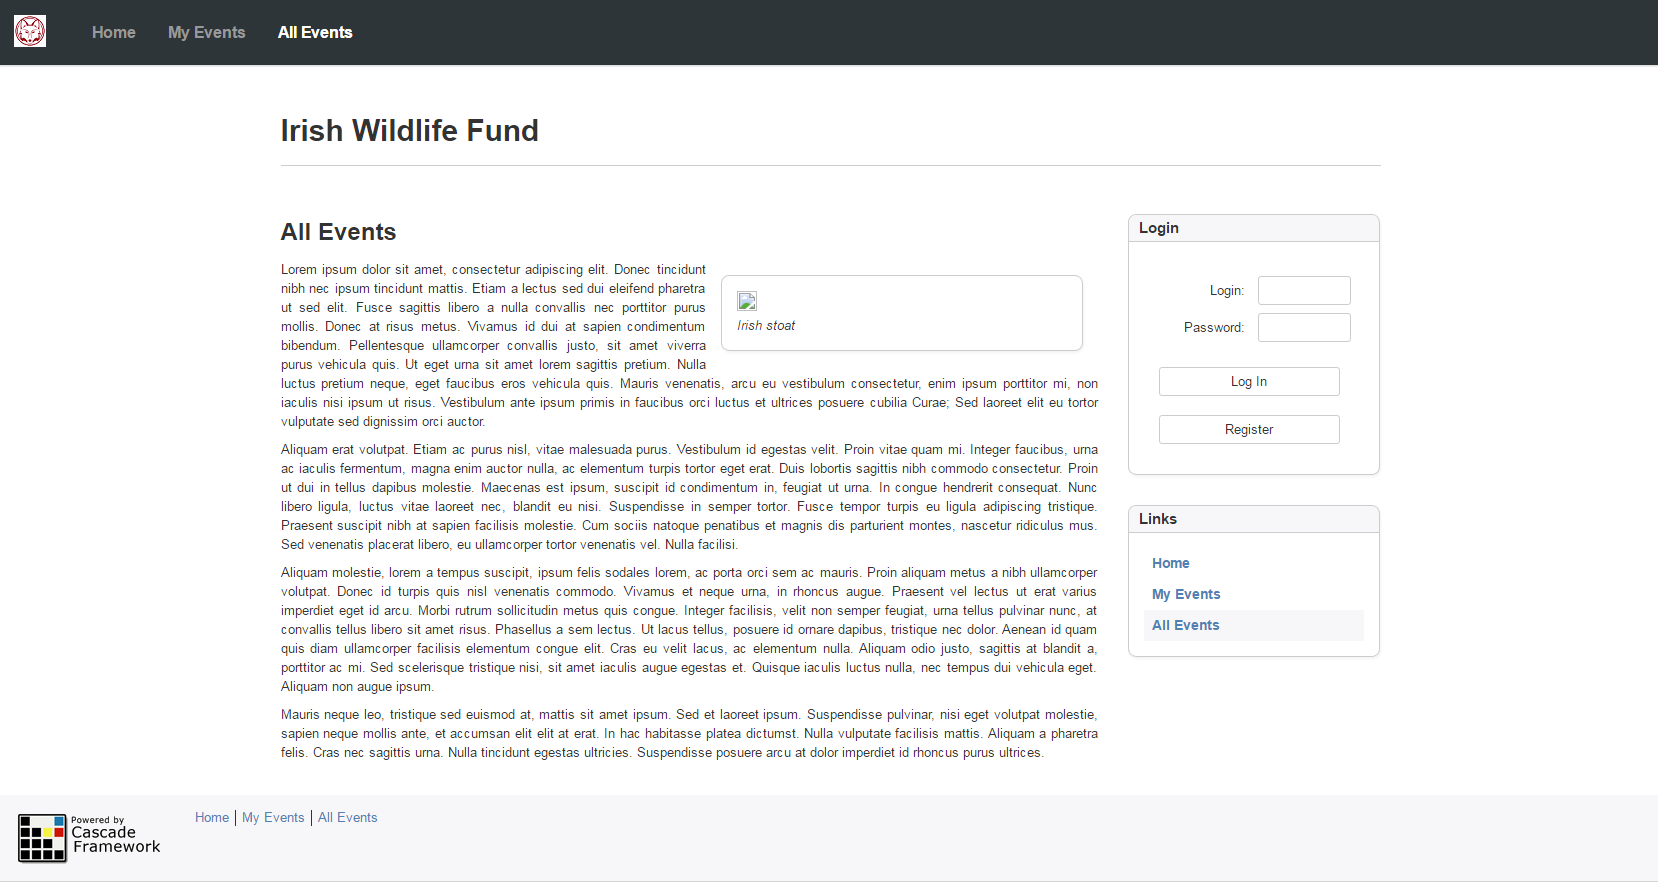 Home My Events All Events
Irish Wildlife Fund
All Events
Lorem ipsum dolor sit amet, consectetur adipiscing elit. Donec tincidunt
nibh nec ipsum tincidunt mattis. Etiam a lectus sed dui eleifend pharetra
ut sed elit. Fusce sagittis libero a nulla convallis nec porttitor purus
mollis. Donec at risus metus. Vivamus id dui at sapien condimentum
bibendum. Pellentesque ullamcorper convallis justo, sit amet viverra
purus vehicula quis. Ut eget urna sit amet lorem sagittis pretium. Nulla
luctus pretium neque, eget faucibus eros vehicula quis. Mauris venenatis, arcu eu vestibulum consectetur, enim ipsum porttitor mi, non
iaculis nisi ipsum ut risus. Vestibulum ante ipsum primis in faucibus orci luctus et ultrices posuere cubilia Curae; Sed laoreet elit eu tortor
vulputate sed dignissim orci auctor.
Irish stoat
Aliquam erat volutpat. Etiam ac purus nisl, vitae malesuada purus. Vestibulum id egestas velit. Proin vitae quam mi. Integer faucibus, urna
ac iaculis fermentum, magna enim auctor nulla, ac elementum turpis tortor eget erat. Duis lobortis sagittis nibh commodo consectetur. Proin
ut dui in tellus dapibus molestie. Maecenas est ipsum, suscipit id condimentum in, feugiat ut urna. In congue hendrerit consequat. Nunc
libero ligula, luctus vitae laoreet nec, blandit eu nisi. Suspendisse in semper tortor. Fusce tempor turpis eu ligula adipiscing tristique.
Praesent suscipit nibh at sapien facilisis molestie. Cum sociis natoque penatibus et magnis dis parturient montes, nascetur ridiculus mus.
Sed venenatis placerat libero, eu ullamcorper tortor venenatis vel. Nulla facilisi.
Aliquam molestie, lorem a tempus suscipit, ipsum felis sodales lorem, ac porta orci sem ac mauris. Proin aliquam metus a nibh ullamcorper
volutpat. Donec id turpis quis nisl venenatis commodo. Vivamus et neque urna, in rhoncus augue. Praesent vel lectus ut erat varius
imperdiet eget id arcu. Morbi rutrum sollicitudin metus quis congue. Integer facilisis, velit non semper feugiat, urna tellus pulvinar nunc, at
convallis tellus libero sit amet risus. Phasellus a sem lectus. Ut lacus tellus, posuere id ornare dapibus, tristique nec dolor. Aenean id quam
quis diam ullamcorper facilisis elementum congue elit. Cras eu velit lacus, ac elementum nulla. Aliquam odio justo, sagittis at blandit a,
porttitor ac mi. Sed scelerisque tristique nisi, sit amet iaculis augue egestas et. Quisque iaculis luctus nulla, nec tempus dui vehicula eget.
Aliquam non augue ipsum.
Mauris neque leo, tristique sed euismod at, mattis sit amet ipsum. Sed et laoreet ipsum. Suspendisse pulvinar, nisi eget volutpat molestie,
sapien neque mollis ante, et accumsan elit elit at erat. In hac habitasse platea dictumst. Nulla vulputate facilisis mattis. Aliquam a pharetra
felis. Cras nec sagittis urna. Nulla tincidunt egestas ultricies. Suspendisse posuere arcu at dolor imperdiet id rhoncus purus ultrices.
Login
Login:
Password:
Log In
Register
Links
Home
My Events
All Events
Powered by
Cascade
Framework
Home | My Events | All Events